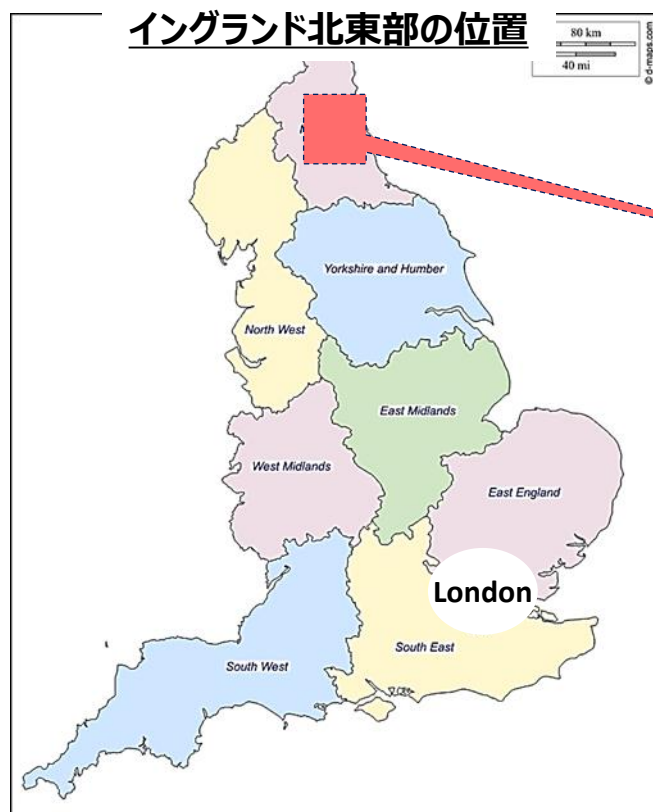 イングランド北東部の位置
80 km
40 mi
© d-maps.com
Yorkshire and Humber
North West
East Midlands
West Midlands
East England
London
South East
South West